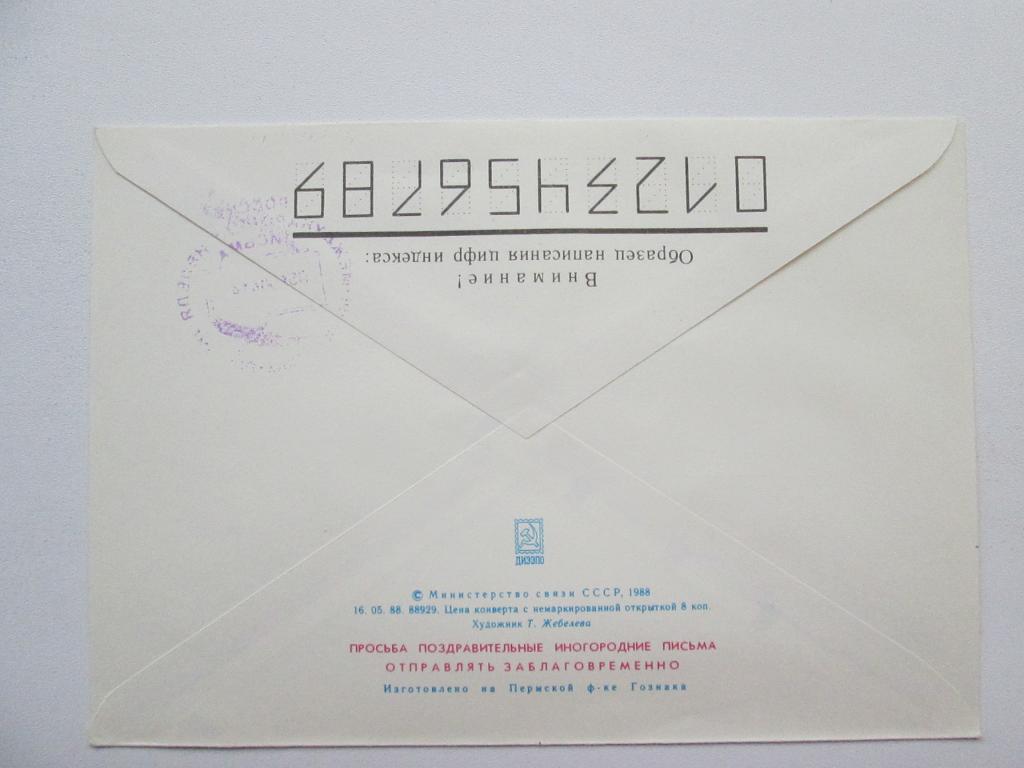 Внимание!
Образец написания цифр индекса:
0123456789
ДИЭЗПО
© Министерство связи СССР, 1988
16. 05. 88. 88929. Цена конверта с немаркированной открыткой 8 коп.
Художник Т. Жебелева
ПРОСЬБА ПОЗДРАВИТЕЛЬНЫЕ ИНОГОРОДНИЕ ПИСЬМА
ОТПРАВЛЯТЬ ЗАБЛАГОВРЕМЕННО
Изготовлено на Пермской ф-ке Гознака